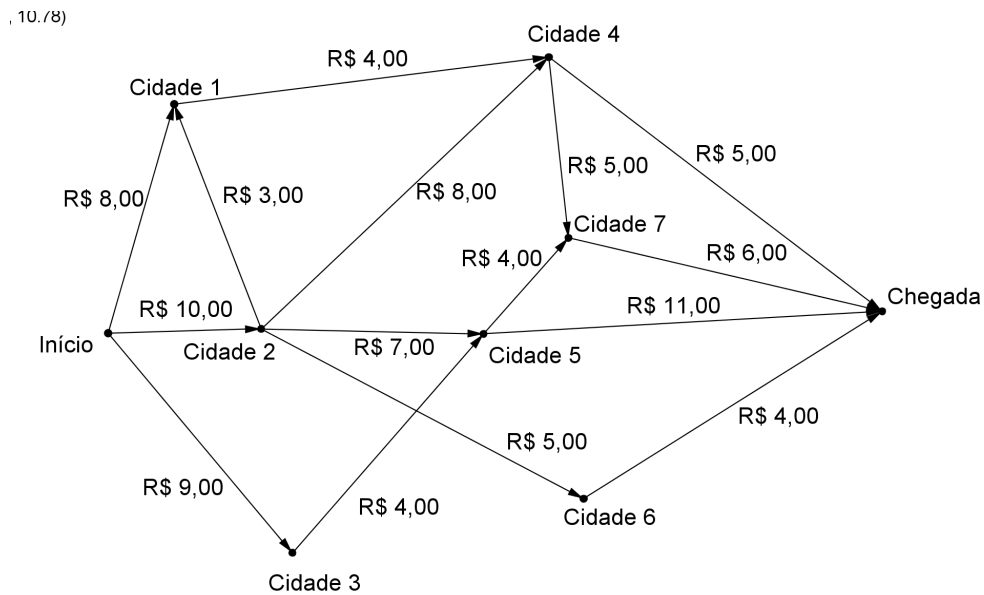 , 10.78)
Cidade 4
R$ 4,00
Cidade 1
R$ 5,00
R$ 5,00
R$ 8,00
R$ 3,00
R$ 8,00
Cidade 7
R$ 4,00
R$ 6,00
Chegada
R$ 10,00
R$ 11,00
Início
Cidade 2
R$ 7,00
Cidade 5
R$ 4,00
R$ 5,00
R$ 9,00
R$ 4,00
Cidade 6
Cidade 3